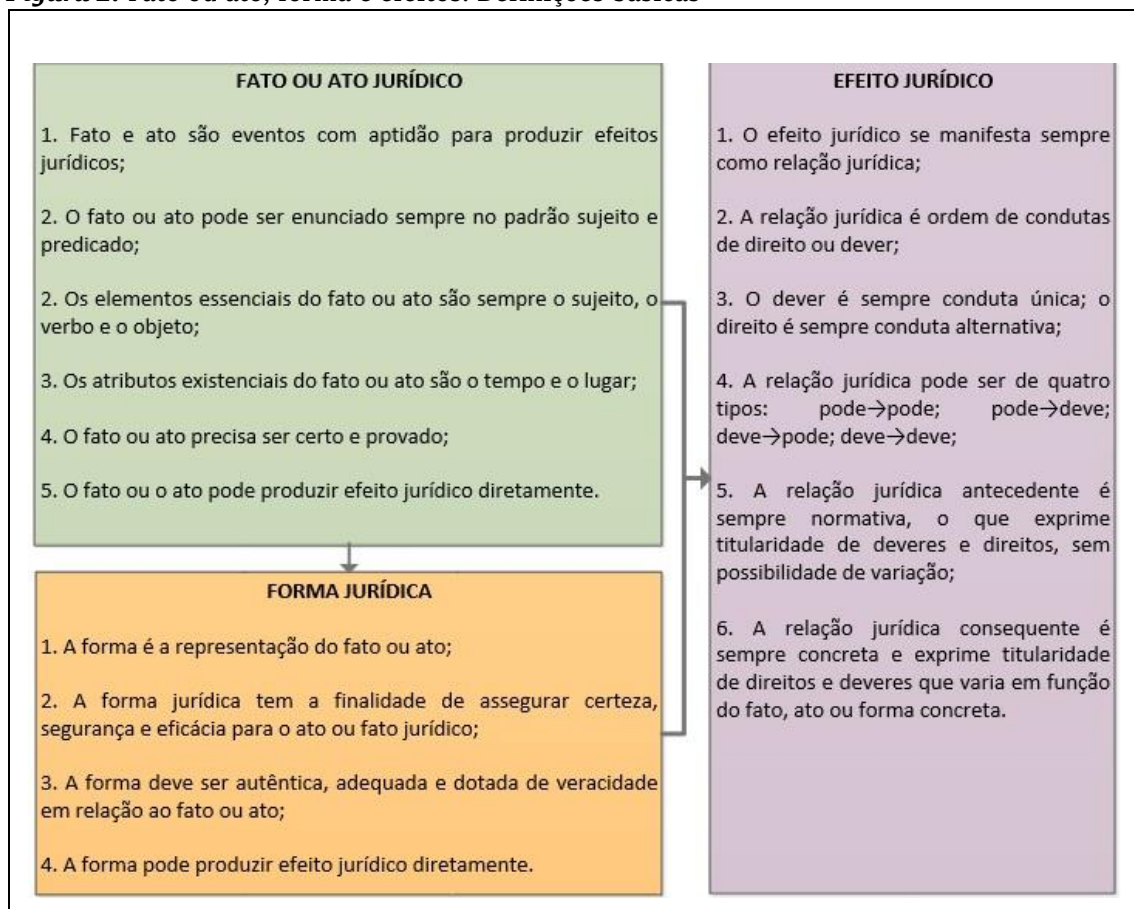 Figura 2: Fato ou ato, forma e efeitos: Definições básicas
FATO OU ATO JURÍDICO
1. Fato e ato são eventos com aptidão para produzir efeitos
jurídicos;
2. O fato ou ato pode ser enunciado sempre no padrão sujeito e
predicado;
2. Os elementos essenciais do fato ou ato são sempre o sujeito, o
verbo e o objeto;
3. Os atributos existenciais do fato ou ato são o tempo e o lugar;
4. O fato ou ato precisa ser certo e provado;
5. O fato ou o ato pode produzir efeito jurídico diretamente.
FORMA JURÍDICA
1. A forma é a representação do fato ou ato;
2. A forma jurídica tem a finalidade de assegurar certeza,
segurança e eficácia para o ato ou fato jurídico;
3. A forma deve ser autêntica, adequada e dotada de veracidade
em relação ao fato ou ato;
4. A forma pode produzir efeito jurídico diretamente.
EFEITO JURÍDICO
1. O efeito jurídico se manifesta sempre
como relação jurídica;
2. A relação jurídica é ordem de condutas
de direito ou dever;
3. O dever é sempre conduta única; o
direito é sempre conduta alternativa;
4. A relação jurídica pode ser de quatro
tipos: pode→pode; pode→deve;
deve→pode; deve→deve;
5. A relação jurídica antecedente é
sempre normativa, o que exprime
titularidade de deveres e direitos, sem
possibilidade de variação;
6. A relação jurídica consequente é
sempre concreta e exprime titularidade
de direitos e deveres que varia em função
do fato, ato ou forma concreta.